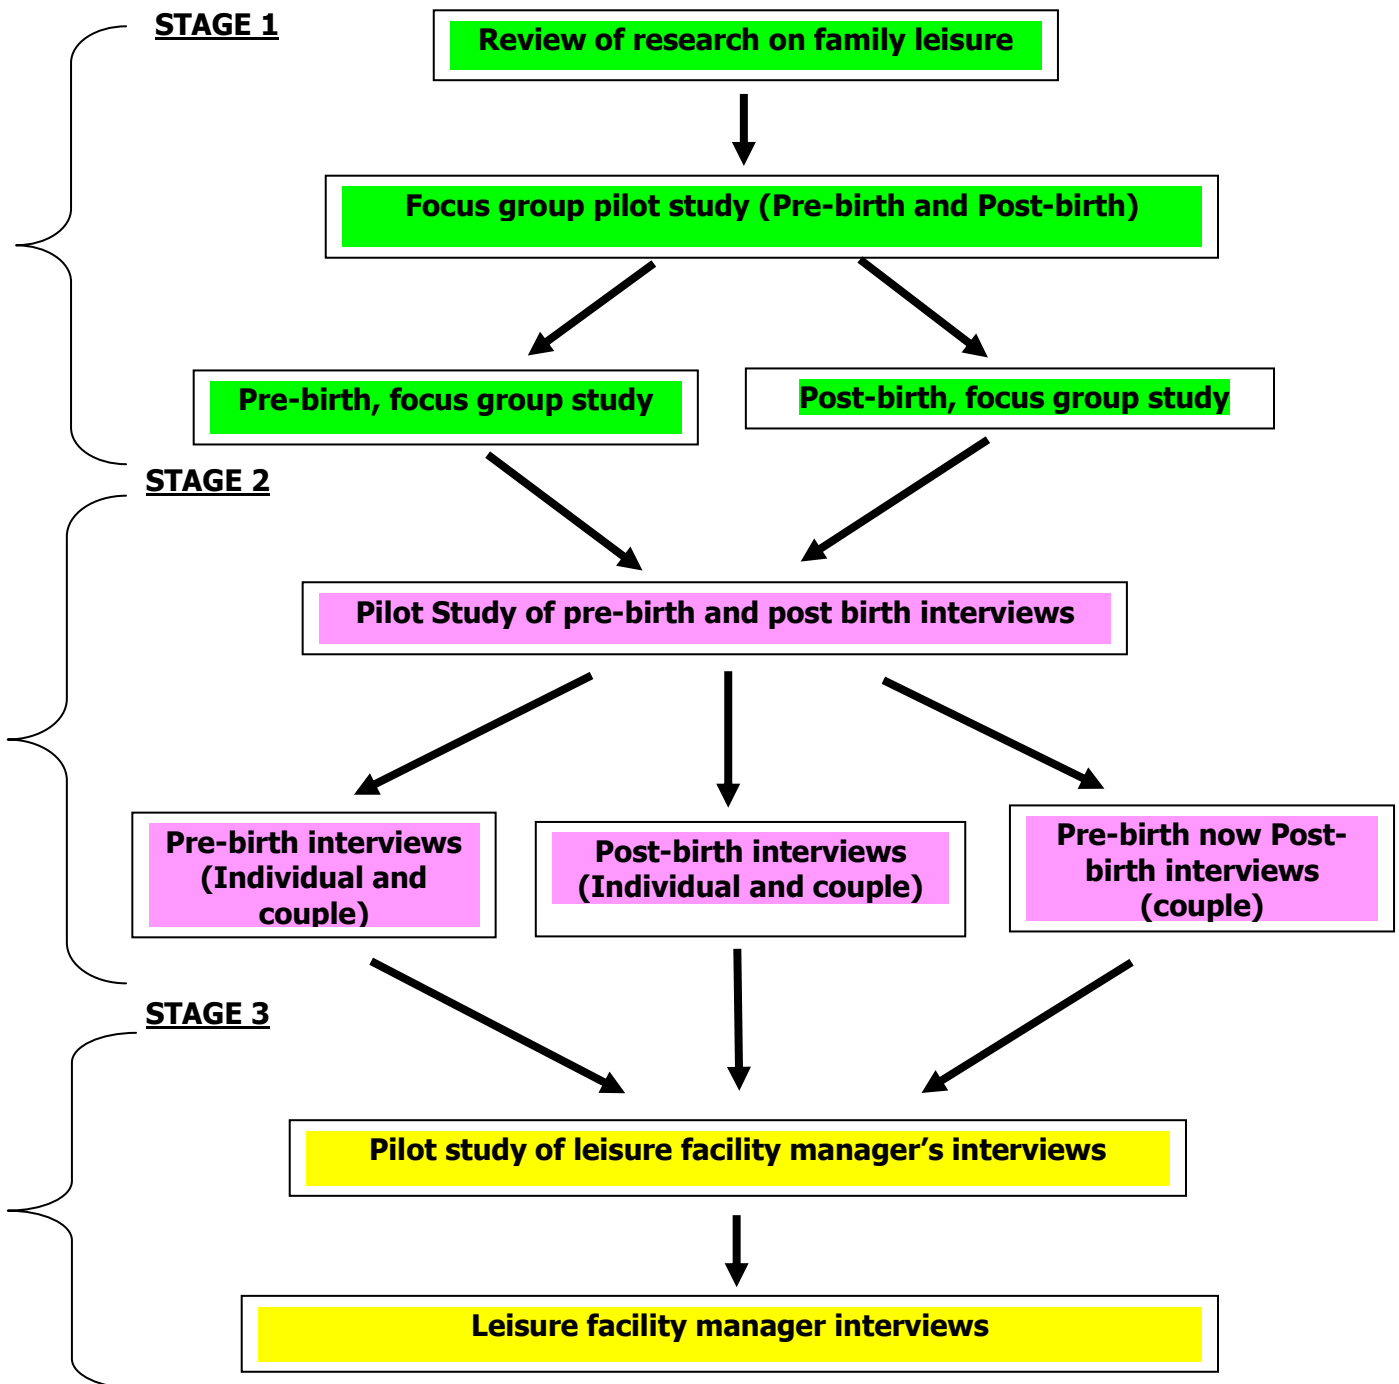 STAGE 1
Review of research on family leisure
Focus group pilot study (Pre-birth and Post-birth)
Pre-birth, focus group study
Post-birth, focus group study
STAGE 2
Pilot Study of pre-birth and post birth interviews
Pre-birth interviews
(Individual and
couple)
Post-birth interviews
(Individual and couple)
Pre-birth now Post-
birth interviews
(couple)
STAGE 3
Pilot study of leisure facility manager’s interviews
Leisure facility manager interviews